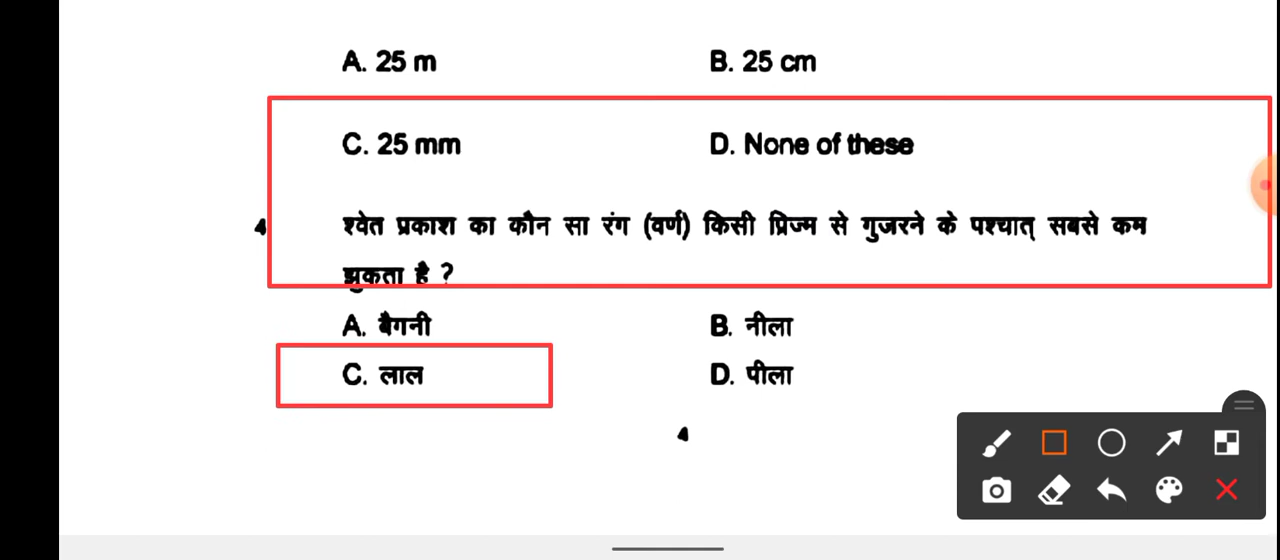 A. 25 m B. 25 cm
C. 25 mm D. None of these
4 श्वेत प्रकाश का कौन सा रंग (वर्ण) किसी प्रिज्म से गुजरने के पश्चात् सबसे कम
झुकता है ?
A. बैगनी B. नीला
C. लाल D. पीला
4